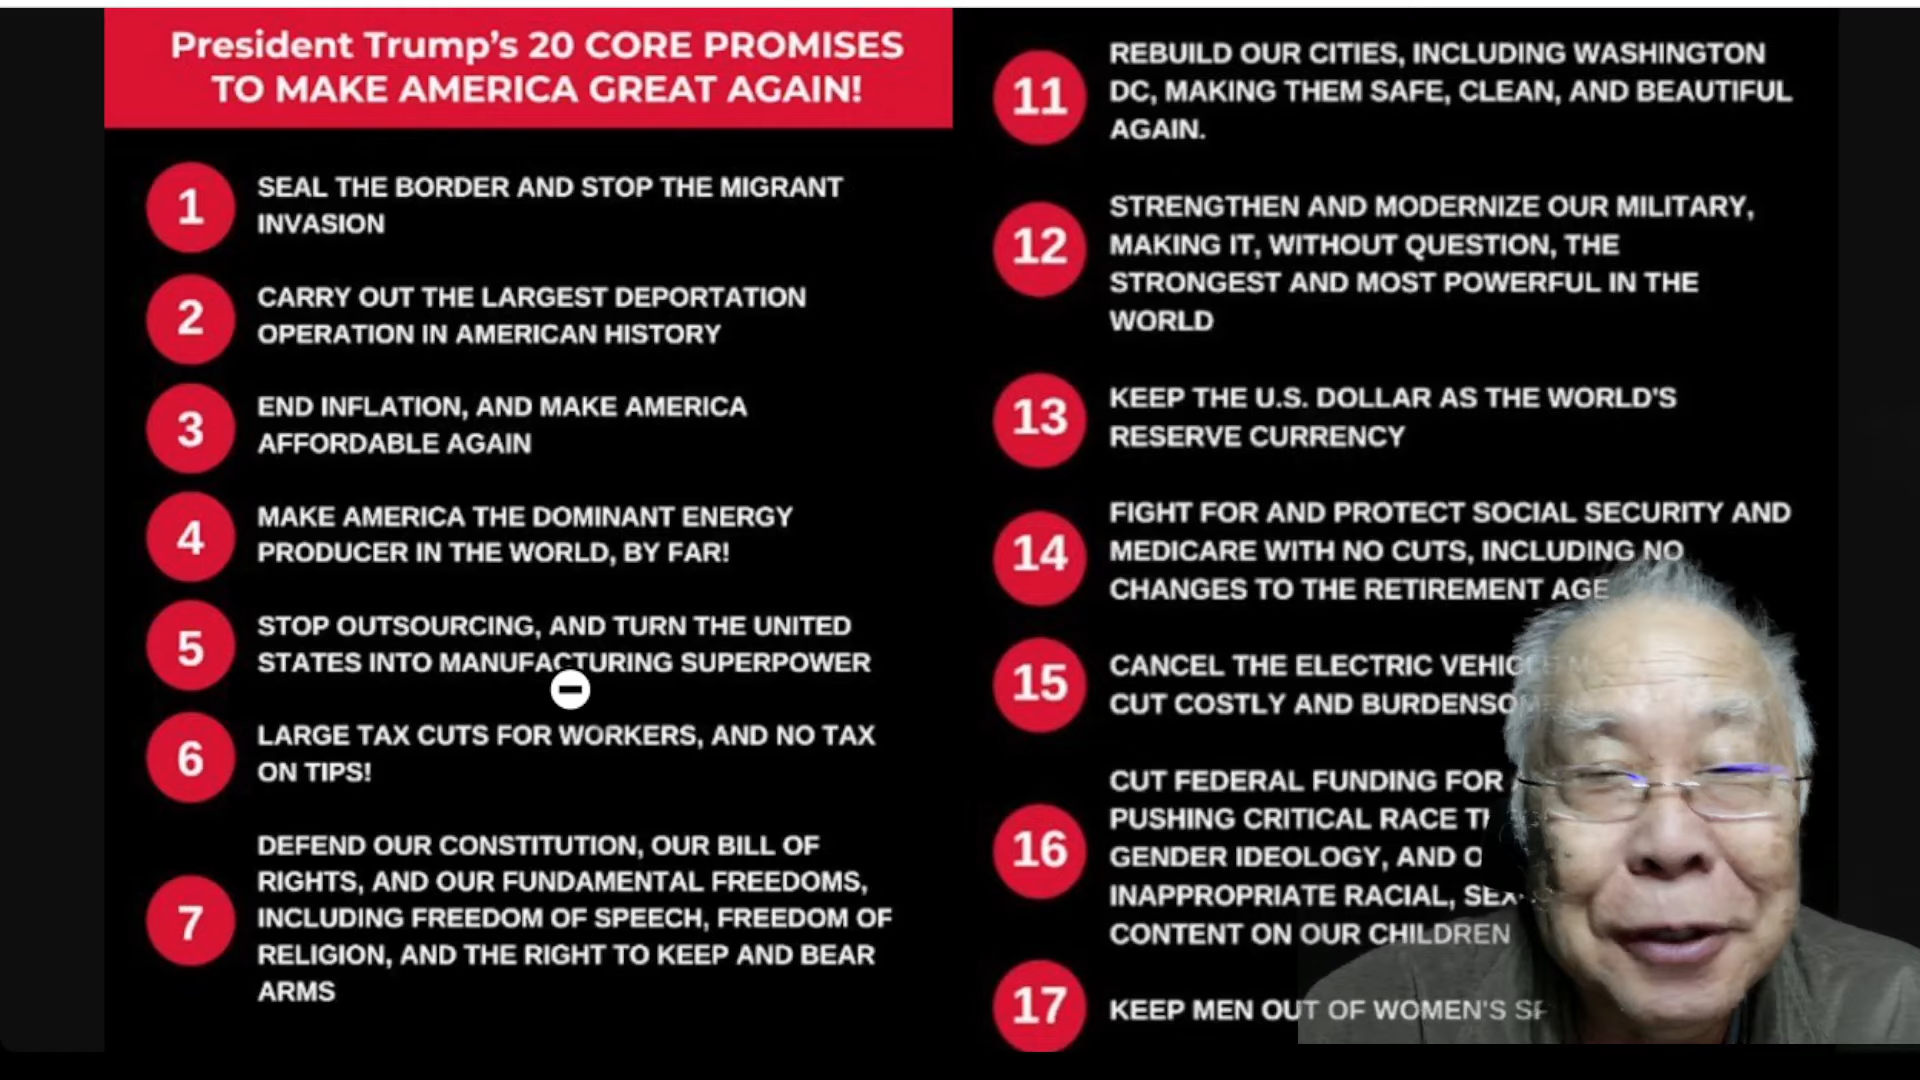 President Trump's 20 CORE PROMISES
TO MAKE AMERICA GREAT AGAIN!
1
SEAL THE BORDER AND STOP THE MIGRANT
INVASION
2
CARRY OUT THE LARGEST DEPORTATION
OPERATION IN AMERICAN HISTORY
3
END INFLATION, AND MAKE AMERICA
AFFORDABLE AGAIN
4
MAKE AMERICA THE DOMINANT ENERGY
PRODUCER IN THE WORLD, BY FAR!
5
STOP OUTSOURCING, AND TURN THE UNITED
STATES INTO MANUFACTURING SUPERPOWER
6
LARGE TAX CUTS FOR WORKERS, AND NO TAX
ON TIPS!
7
DEFEND OUR CONSTITUTION, OUR BILL OF
RIGHTS, AND OUR FUNDAMENTAL FREEDOMS,
INCLUDING FREEDOM OF SPEECH, FREEDOM OF
RELIGION, AND THE RIGHT TO KEEP AND BEAR
ARMS
11
REBUILD OUR CITIES, INCLUDING WASHINGTON
DC, MAKING THEM SAFE, CLEAN, AND BEAUTIFUL
AGAIN.
12
STRENGTHEN AND MODERNIZE OUR MILITARY,
MAKING IT, WITHOUT QUESTION, THE
STRONGEST AND MOST POWERFUL IN THE
WORLD
13
KEEP THE U.S. DOLLAR AS THE WORLD'S
RESERVE CURRENCY
14
FIGHT FOR AND PROTECT SOCIAL SECURITY AND
MEDICARE WITH NO CUTS, INCLUDING NO
CHANGES TO THE RETIREMENT AGE
15
CANCEL THE ELECTRIC
CUT COSTLY AND
16
CUT FEDERAL FUNDING FOR
PUSHING CRITICAL RACE
GENDER IDEOLOGY, AND
INAPPROPRIATE RACIAL,
CONTENT ON OUR CHILDREN
17
KEEP MEN OUT OF WOMEN'S